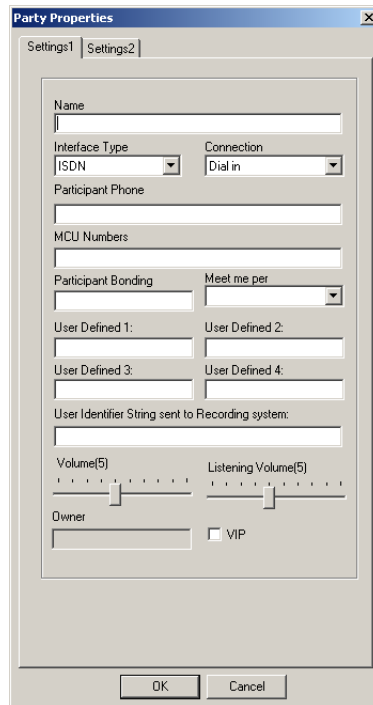 Party Properties
Settings1 Settings2
Name
Interface Type Connection
ISDN Dial in
Participant Phone
MCU Numbers
Participant Bonding Meet me per
User Defined 1: User Defined 2:
User Defined 3: User Defined 4:
User Identifier String sent to Recording system:
Volume(5) Listening Volume(5)
Owner
VIP
OK Cancel